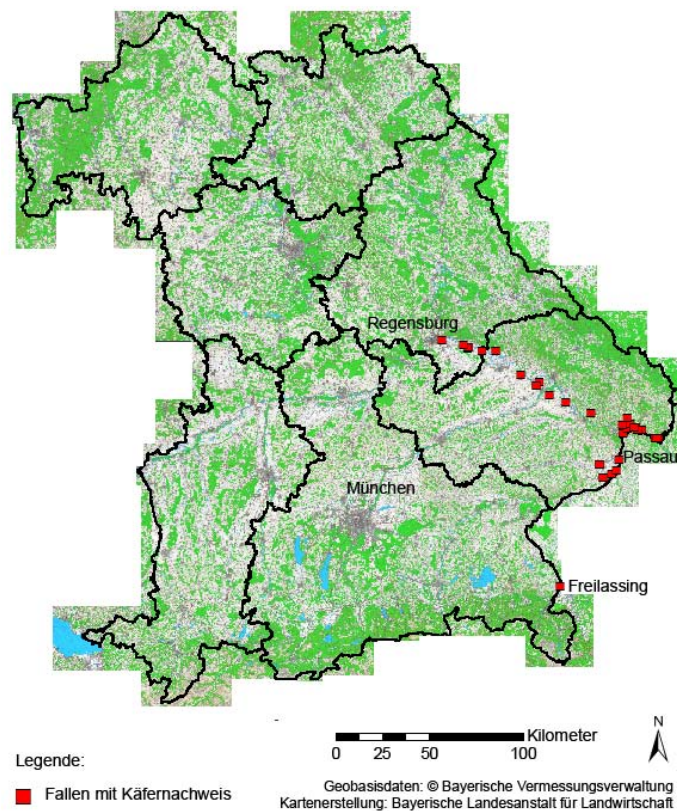 Regensburg
Passau
München
Freilassing
N
Kilometer
0 25 50 100
Legende:
Fallen mit Käfernachweis
Geobasisdaten: © Bayerische Vermessungsverwaltung
Kartenerstellung: Bayerische Landesanstalt für Landwirtschaft